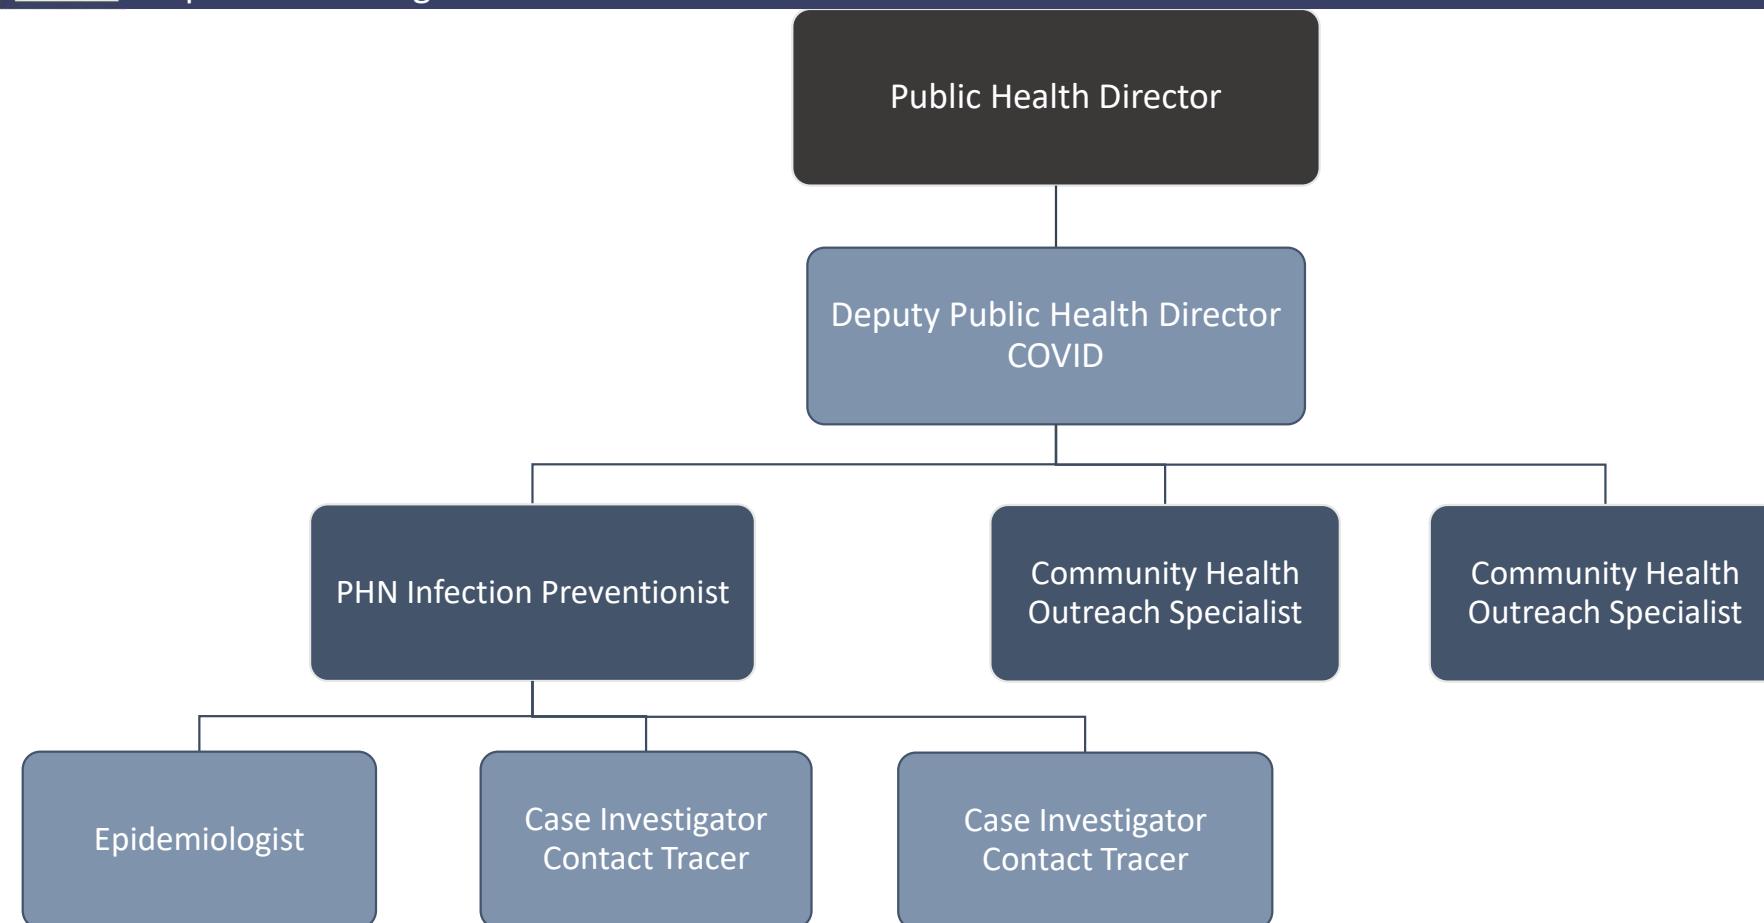 Public Health Director
Deputy Public Health Director
COVID
PHN Infection Preventionist
Community Health
Outreach Specialist
Community Health
Outreach Specialist
Epidemiologist
Case Investigator
Contact Tracer
Case Investigator
Contact Tracer